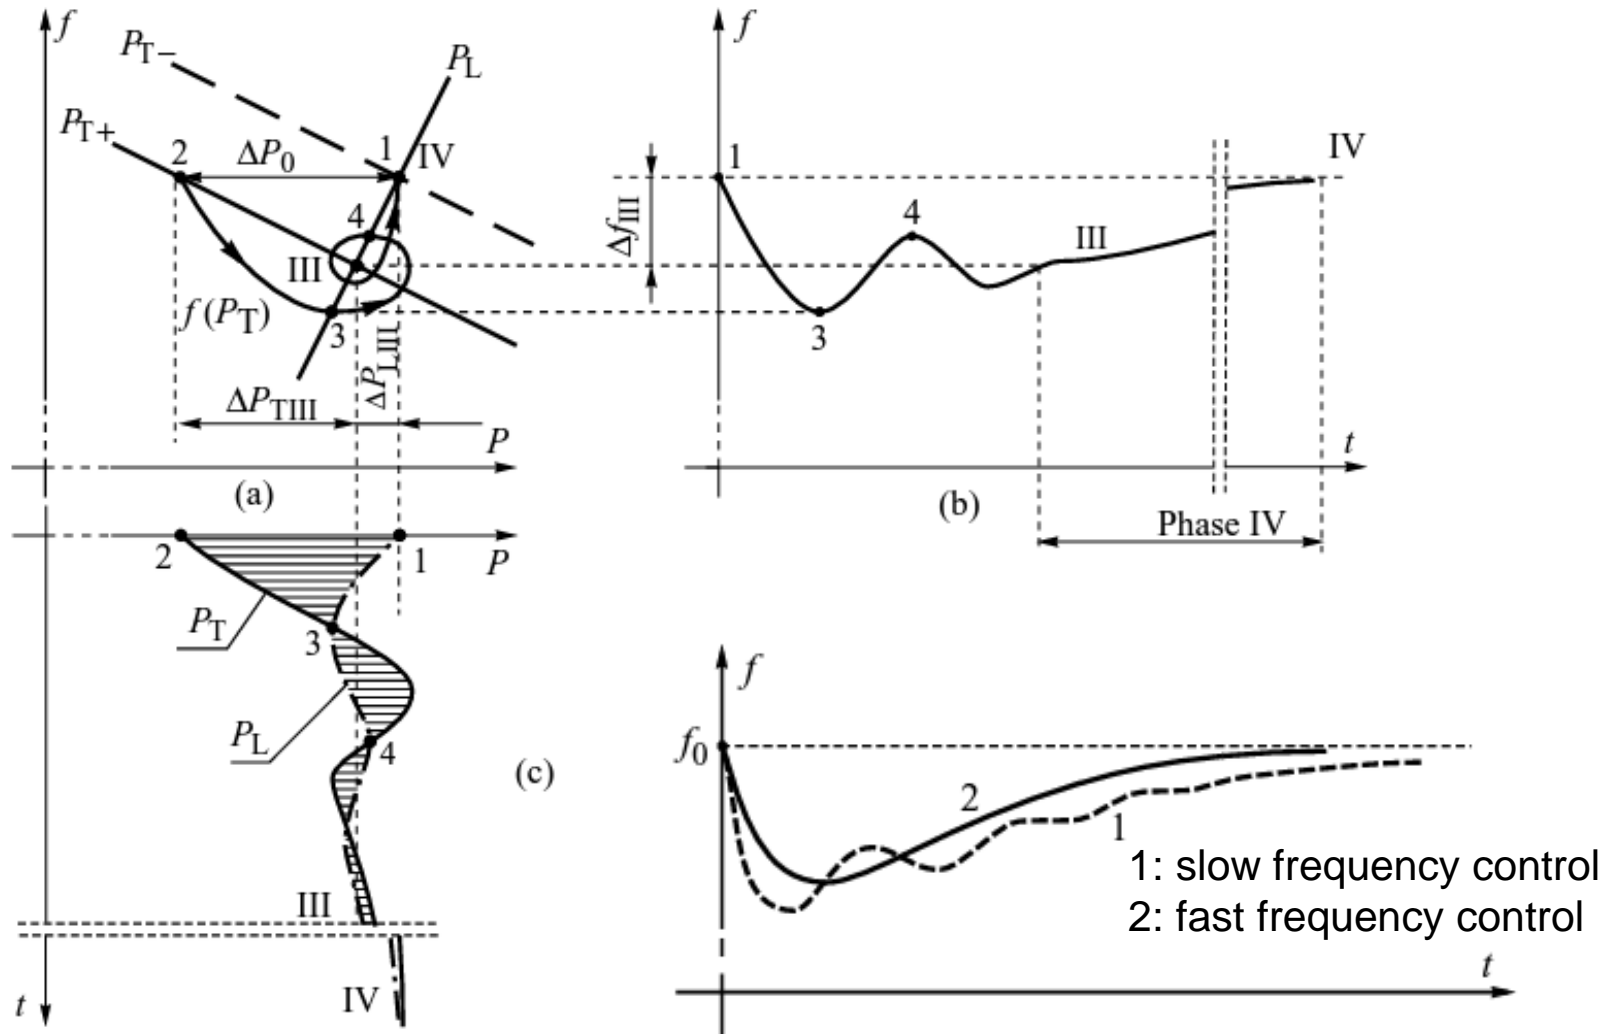 f
P_T−
P_L
P_T+
2
ΔP_0
1
IV
4
III
f(P_T)
3
ΔP_LIII
ΔP_TIII
P
(a)
f
1
IV
Δf_III
4
III
3
t
(b)
Phase IV
2
1
P
P_T
3
P_L
4
(c)
III
IV
t
f
f_0
2
1
1: slow frequency control
2: fast frequency control
t